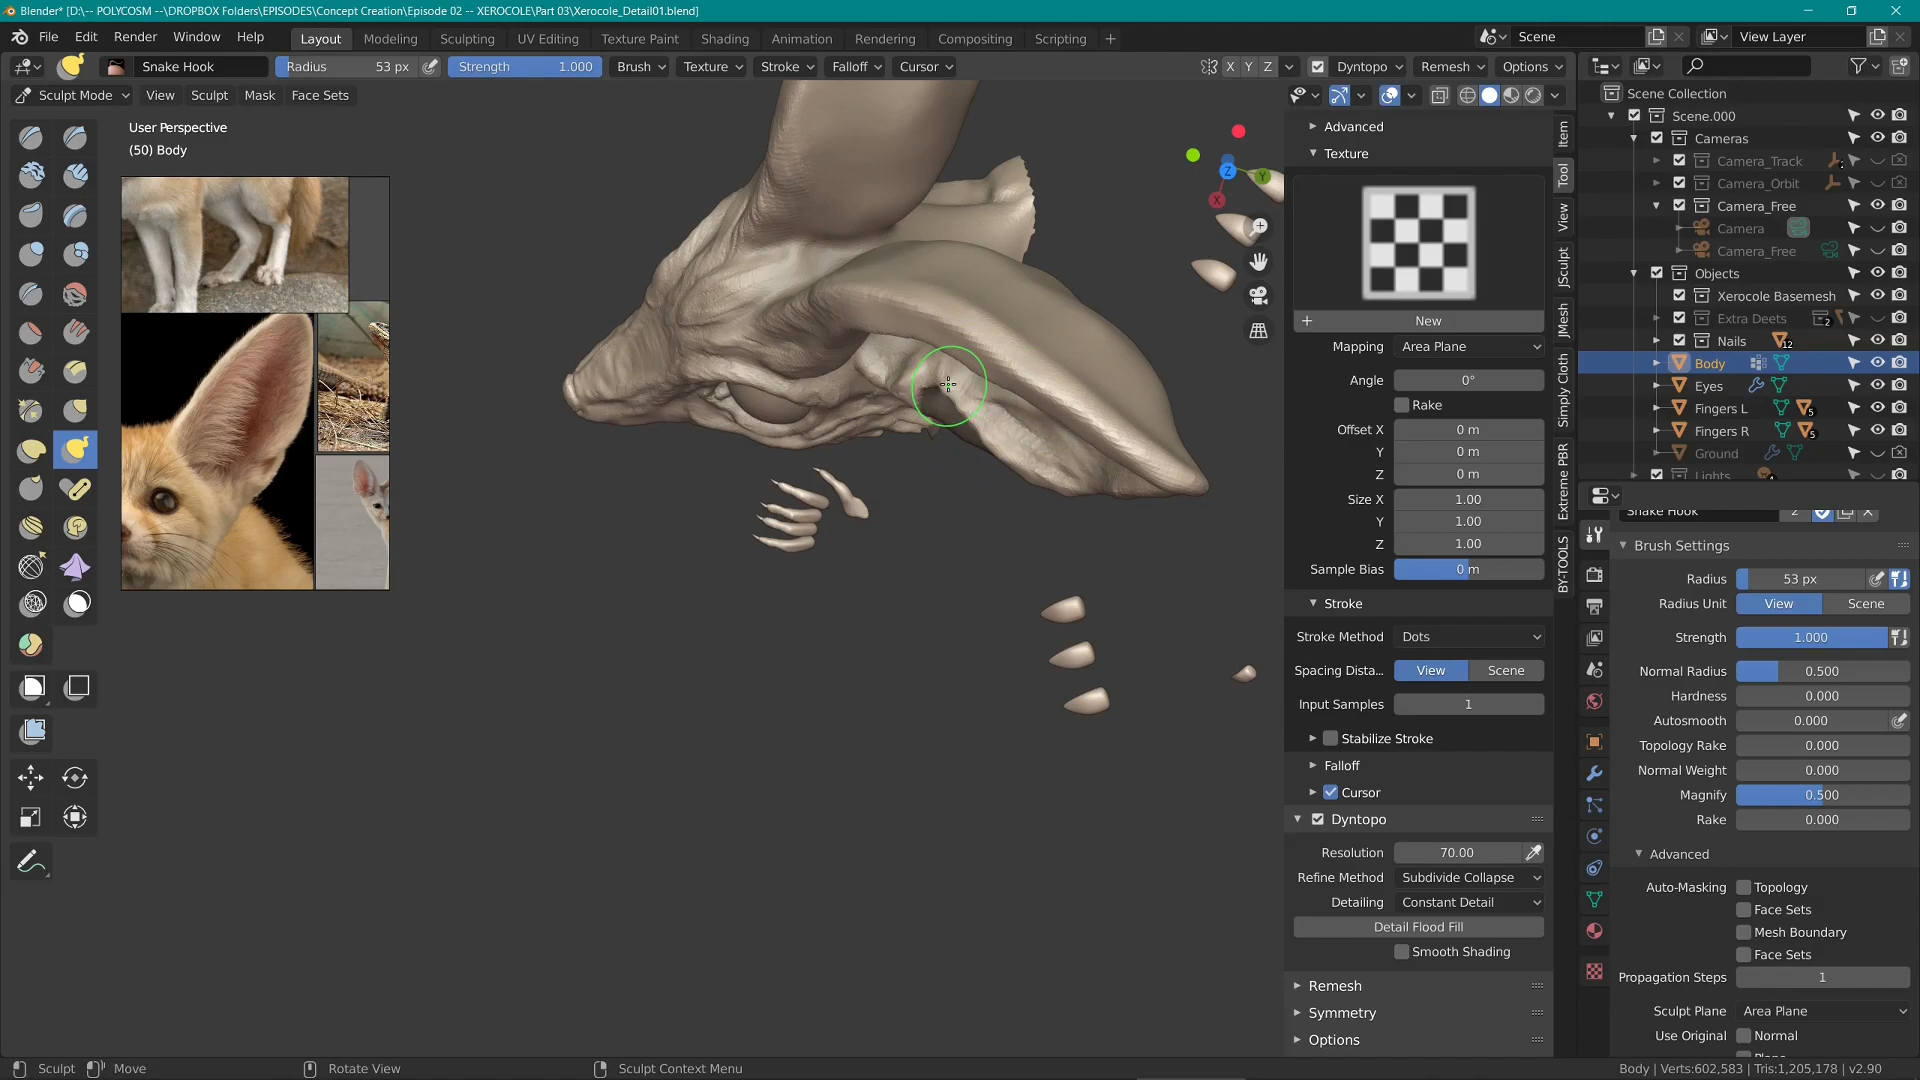 Blender* [D:\-- POLYCOSM --\DROPBOX Folders\EPISODES\Concept Creation\Episode 02 -- XEROCOLE\Part 03\Xerocole_Detail01.blend]
File Edit Render Window Help Layout Modeling Sculpting UV Editing Texture Paint Shading Animation Rendering Compositing Scripting + Scene View Layer
Snake Hook Radius 53 px Strength 1.000 Brush Texture Stroke Falloff Cursor X Y Z Dyntopo Remesh Options
Sculpt Mode View Sculpt Mask Face Sets
User Perspective
(50) Body
Z
Y
X
Advanced
Texture
+ New
Mapping Area Plane
Angle 0°
Rake
Offset X 0 m
Y 0 m
Z 0 m
Size X 1.00
Y 1.00
Z 1.00
Sample Bias 0 m
Stroke
Stroke Method Dots
Spacing Dista... View Scene
Input Samples 1
Stabilize Stroke
Falloff
Cursor
Dyntopo
Resolution 70.00
Refine Method Subdivide Collapse
Detailing Constant Detail
Detail Flood Fill
Smooth Shading
Remesh
Symmetry
Options
Item
Tool
View
JSculpt
JMesh
Simply Cloth
Extreme PBR
BY-TOOLS
Scene Collection
Scene.000
Cameras
Camera_Track
Camera_Orbit
Camera_Free
Camera
Camera_Free
Objects
Xerocole Basemesh
Extra Deets 2
Nails 12
Body
Eyes
Fingers L 5
Fingers R 5
Ground
Lights
Snake Hook 2
Brush Settings
Radius 53 px
Radius Unit View Scene
Strength 1.000
Normal Radius 0.500
Hardness 0.000
Autosmooth 0.000
Topology Rake 0.000
Normal Weight 0.000
Magnify 0.500
Rake 0.000
Advanced
Auto-Masking Topology
Face Sets
Mesh Boundary
Face Sets
Propagation Steps 1
Sculpt Plane Area Plane
Use Original Normal
Sculpt Move Rotate View Sculpt Context Menu Body | Verts:602,583 | Tris:1,205,178 | v2.90